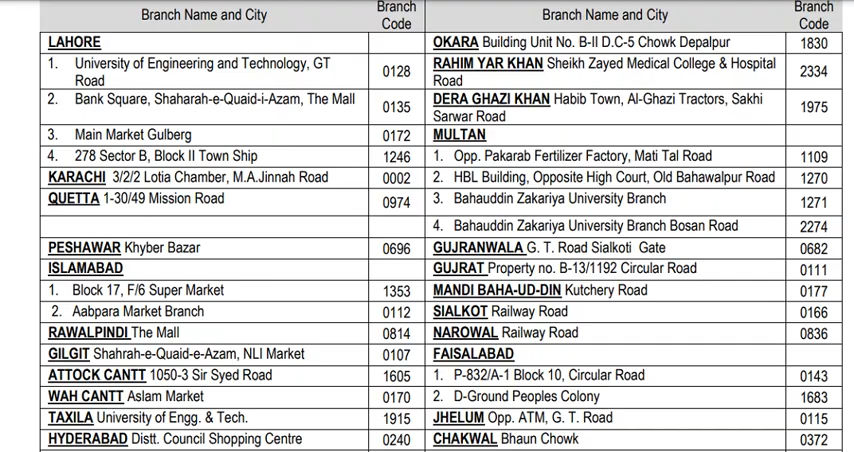 Branch Name and City Branch Code Branch Name and City Branch Code
LAHORE OKARA Building Unit No. B-II D.C-5 Chowk Depalpur 1830
1. University of Engineering and Technology, GT Road 0128 RAHIM YAR KHAN Sheikh Zayed Medical College & Hospital Road 2334
2. Bank Square, Shaharah-e-Quaid-i-Azam, The Mall 0135 DERA GHAZI KHAN Habib Town, Al-Ghazi Tractors, Sakhi Sarwar Road 1975
3. Main Market Gulberg 0172 MULTAN
4. 278 Sector B, Block II Town Ship 1246 1. Opp. Pakarab Fertilizer Factory, Mati Tal Road 1109
KARACHI 3/2/2 Lotia Chamber, M.A.Jinnah Road 0002 2. HBL Building, Opposite High Court, Old Bahawalpur Road 1270
QUETTA 1-30/49 Mission Road 0974 3. Bahauddin Zakariya University Branch 1271
4. Bahauddin Zakariya University Branch Bosan Road 2274
PESHAWAR Khyber Bazar 0696 GUJRANWALA G. T. Road Sialkoti Gate 0682
ISLAMABAD GUJRAT Property no. B-13/1192 Circular Road 0111
1. Block 17, F/6 Super Market 1353 MANDI BAHA-UD-DIN Kutchery Road 0177
2. Aabpara Market Branch 0112 SIALKOT Railway Road 0166
RAWALPINDI The Mall 0814 NAROWAL Railway Road 0836
GILGIT Shahrah-e-Quaid-e-Azam, NLI Market 0107 FAISALABAD
ATTOCK CANTT 1050-3 Sir Syed Road 1605 1. P-832/A-1 Block 10, Circular Road 0143
WAH CANTT Aslam Market 0170 2. D-Ground Peoples Colony 1683
TAXILA University of Engg. & Tech. 1915 JHELUM Opp. ATM, G. T. Road 0115
HYDERABAD Distt. Council Shopping Centre 0240 CHAKWAL Bhaun Chowk 0372